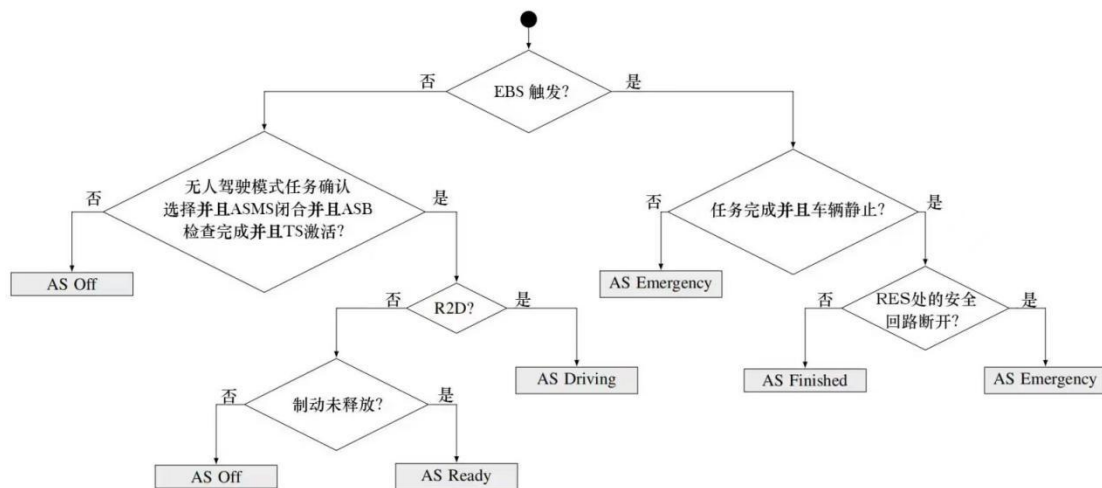 EBS 触发?
否
是
无人驾驶模式任务确认
选择并且ASMS闭合并且ASB
检查完成并且TS激活?
否
是
任务完成并且车辆静止?
否
是
AS Off
AS Emergency
R2D?
否
是
RES处的安全
回路断开?
否
是
AS Driving
AS Finished
AS Emergency
制动未释放?
否
是
AS Off
AS Ready